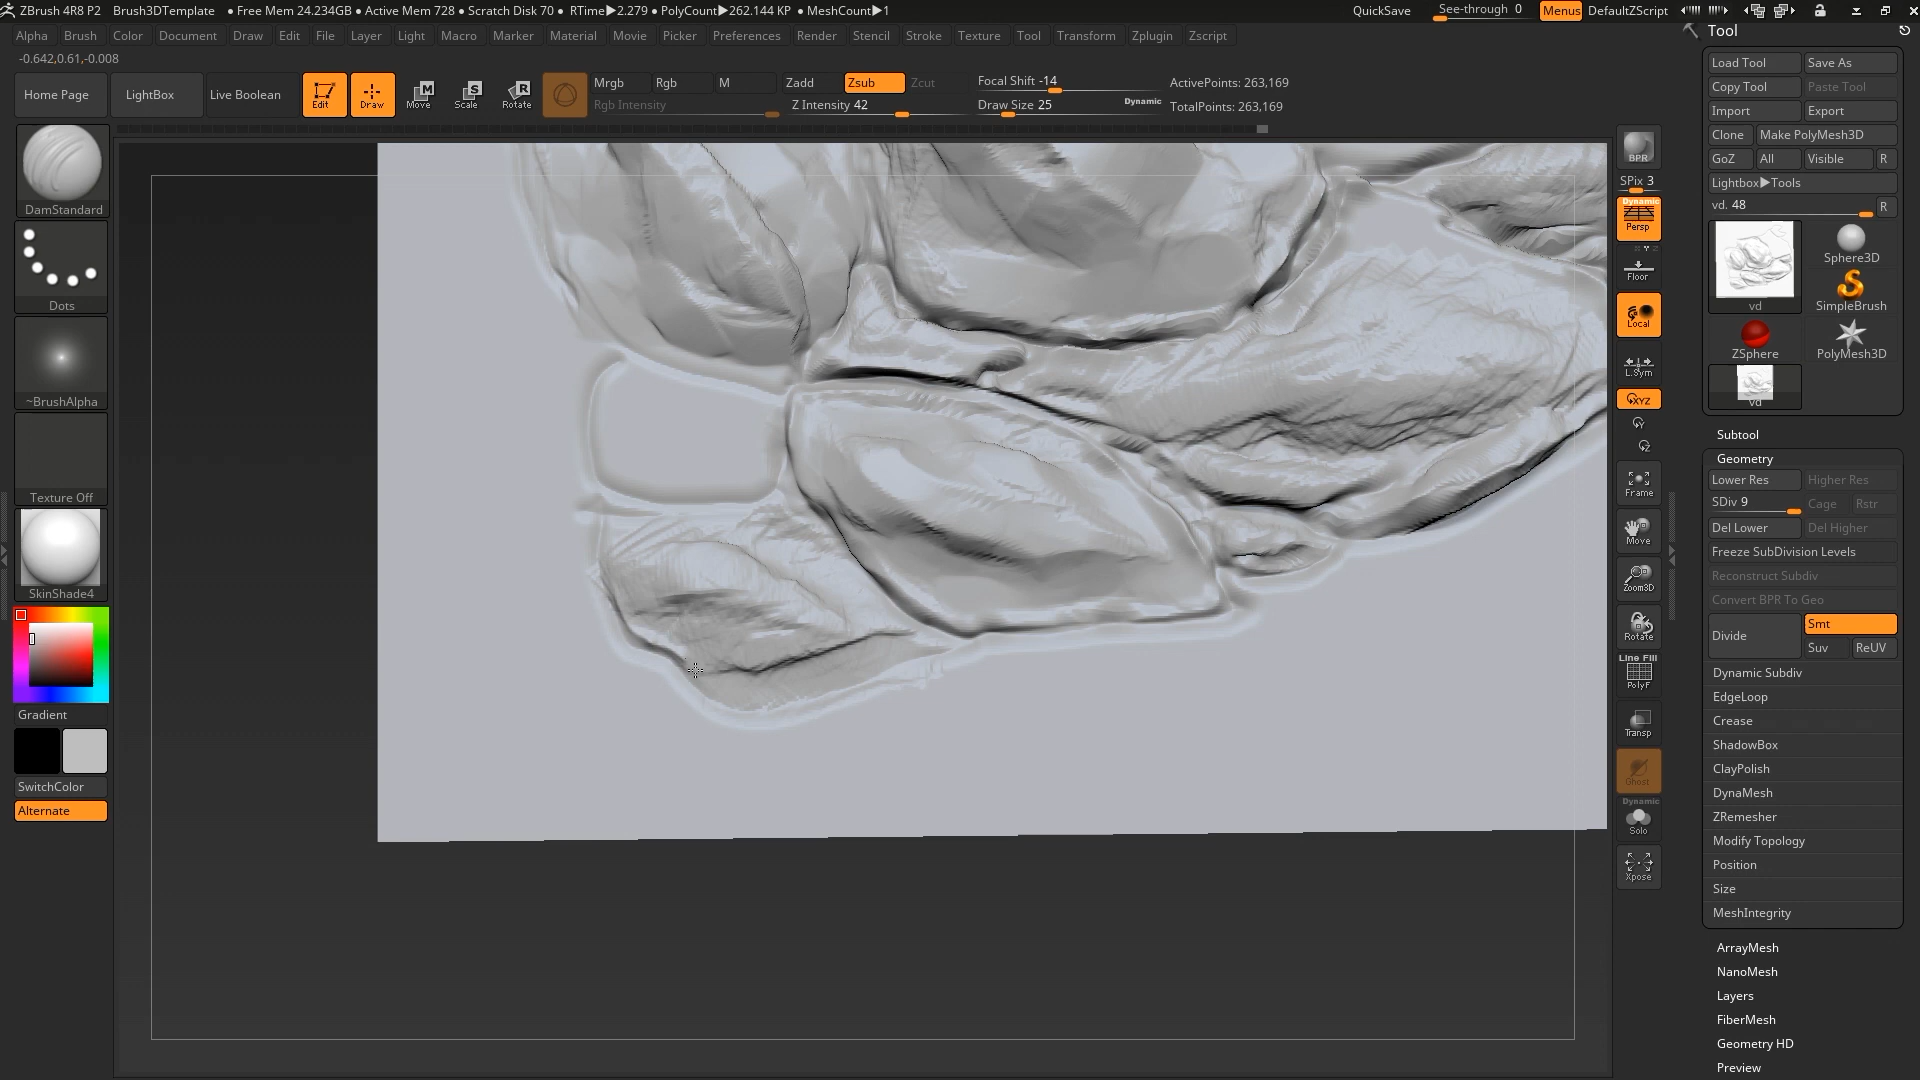 ZBrush 4R8 P2 Brush3DTemplate • Free Mem 24.234GB • Active Mem 728 • Scratch Disk 70 • RTime▶2.279 • PolyCount▶262.144 KP • MeshCount▶1 QuickSave See-through 0 Menus DefaultZScript
Alpha Brush Color Document Draw Edit File Layer Light Macro Marker Material Movie Picker Preferences Render Stencil Stroke Texture Tool Transform Zplugin Zscript
-0.642,0.61,-0.008
Home Page LightBox Live Boolean Edit Draw Move Scale Rotate
M S R
Mrgb Rgb M Zadd Zsub Zcut Focal Shift -14 ActivePoints: 263,169
Rgb Intensity Z Intensity 42 Draw Size 25 Dynamic TotalPoints: 263,169
DamStandard
Dots
~BrushAlpha
Texture Off
SkinShade4
Gradient
SwitchColor
Alternate
BPR
SPix 3
Dynamic
Persp
Floor
Local
L.Sym
XYZ
Y
Z
Frame
Move
Zoom3D
Rotate
Line Fill
PolyF
Transp
Ghost
Dynamic
Solo
Xpose
Tool
Load Tool Save As
Copy Tool Paste Tool
Import Export
Clone Make PolyMesh3D
GoZ All Visible R
Lightbox▶Tools
vd. 48 R
vd Sphere3D
SimpleBrush
ZSphere PolyMesh3D
vd
Subtool
Geometry
Lower Res Higher Res
SDiv 9 Cage Rstr
Del Lower Del Higher
Freeze SubDivision Levels
Reconstruct Subdiv
Convert BPR To Geo
Divide Smt
Suv ReUV
Dynamic Subdiv
EdgeLoop
Crease
ShadowBox
ClayPolish
DynaMesh
ZRemesher
Modify Topology
Position
Size
MeshIntegrity
ArrayMesh
NanoMesh
Layers
FiberMesh
Geometry HD
Preview